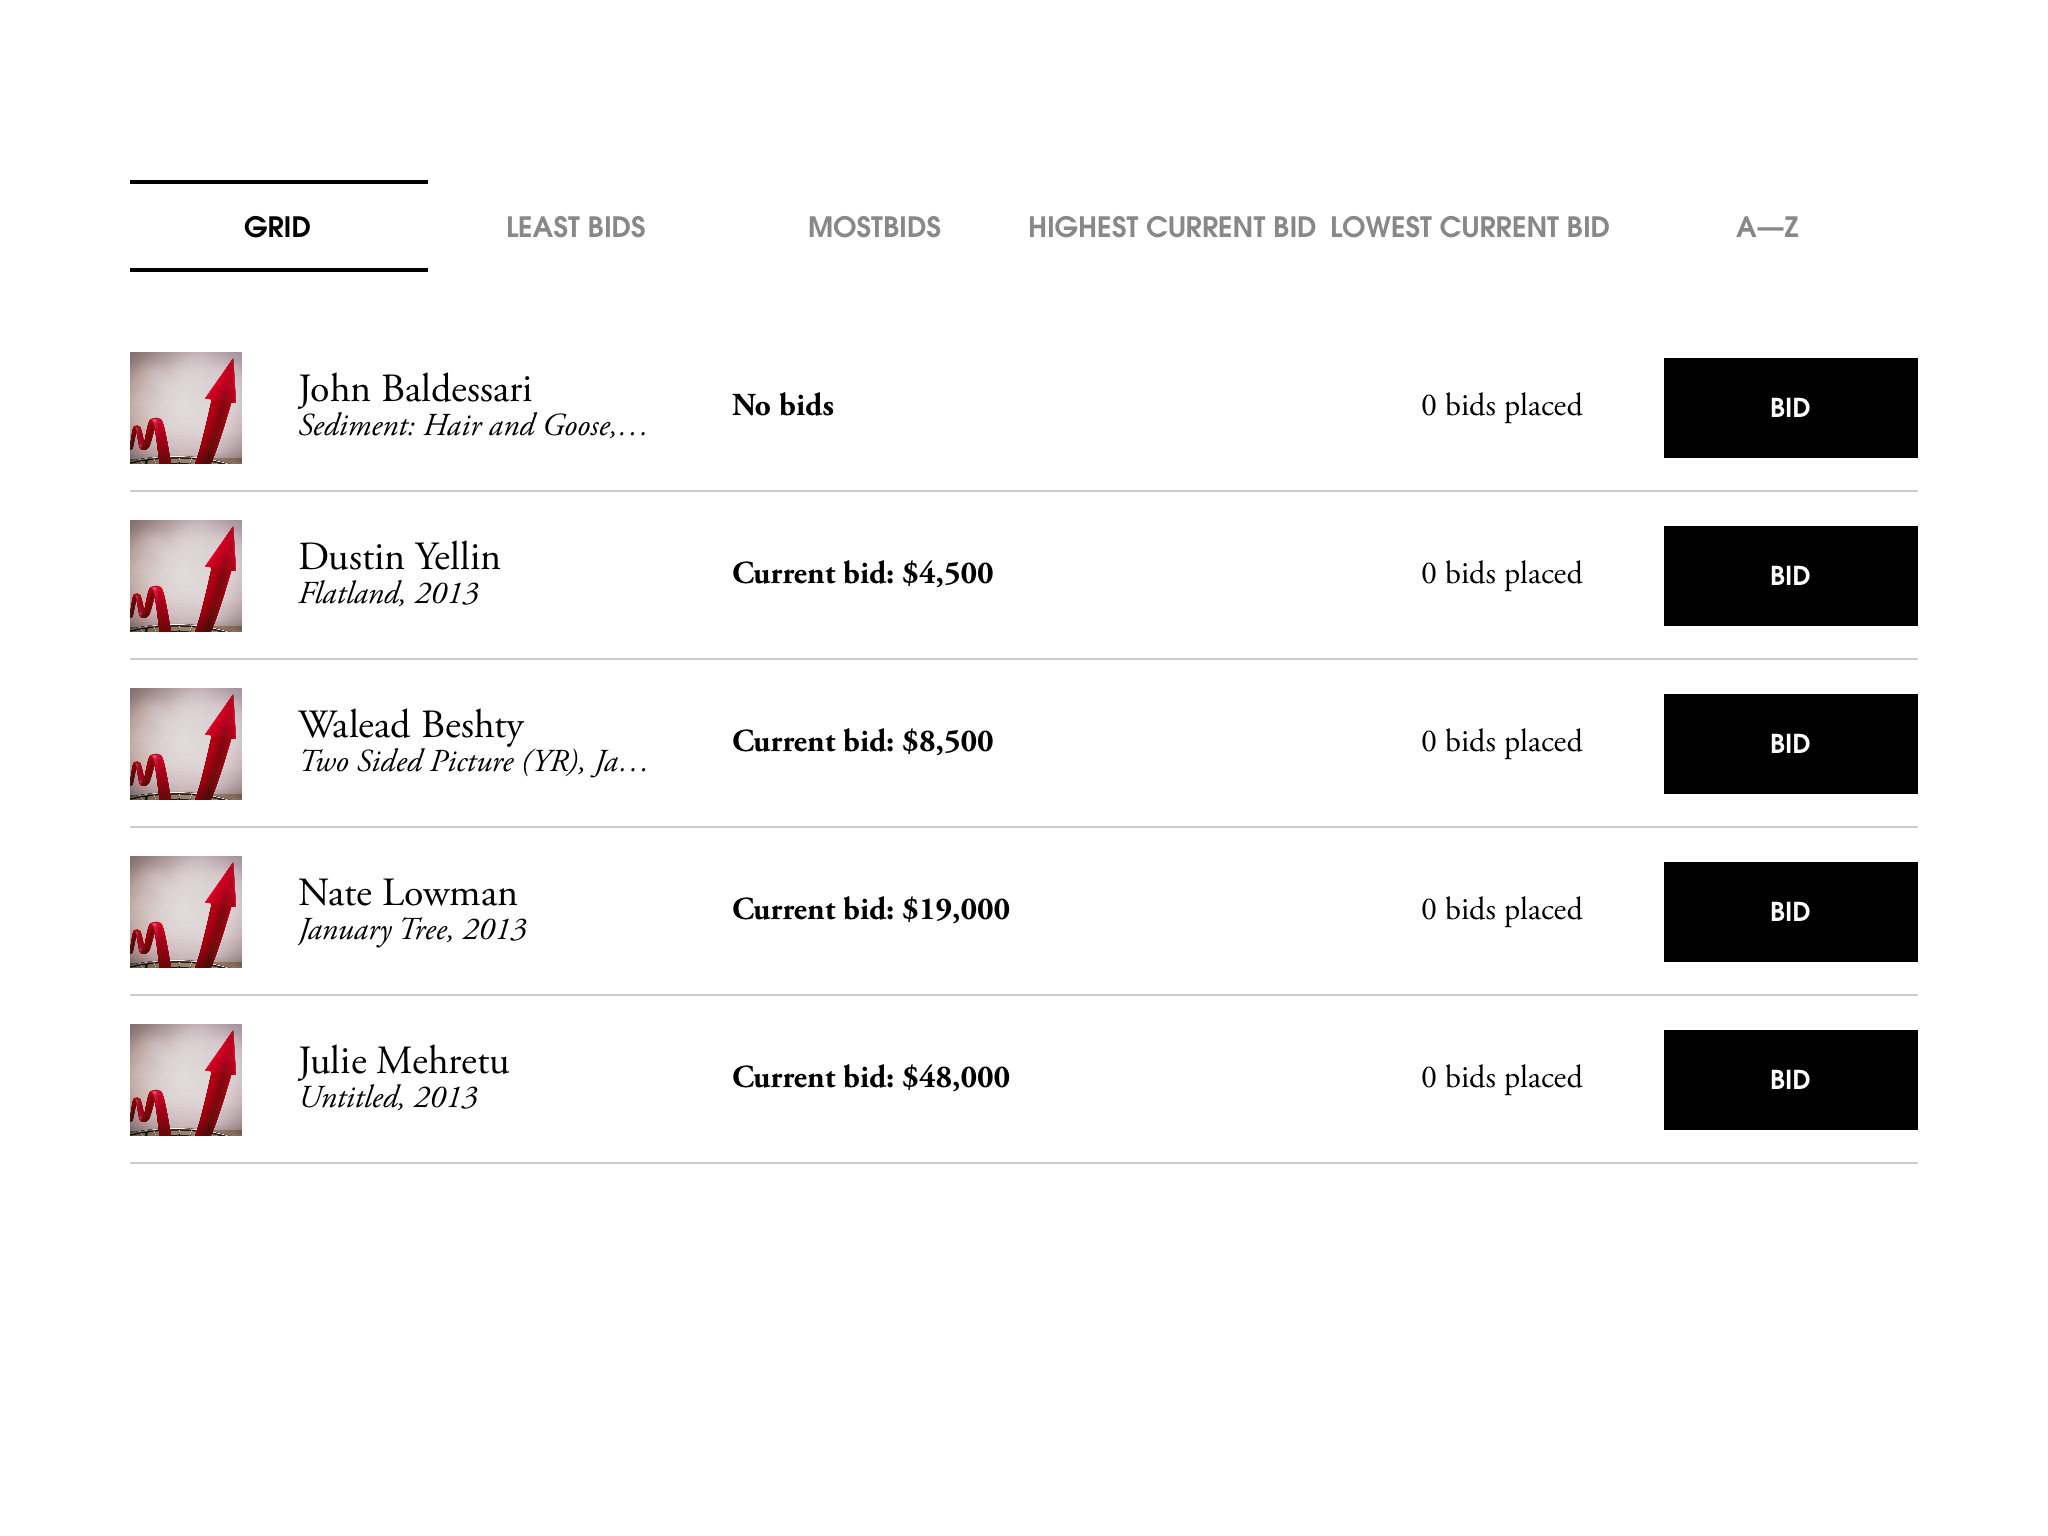 GRID LEAST BIDS MOSTBIDS HIGHEST CURRENT BID LOWEST CURRENT BID A—Z
John Baldessari
Sediment: Hair and Goose,…
No bids
0 bids placed
BID
Dustin Yellin
Flatland, 2013
Current bid: $4,500
0 bids placed
BID
Walead Beshty
Two Sided Picture (YR), Ja…
Current bid: $8,500
0 bids placed
BID
Nate Lowman
January Tree, 2013
Current bid: $19,000
0 bids placed
BID
Julie Mehretu
Untitled, 2013
Current bid: $48,000
0 bids placed
BID